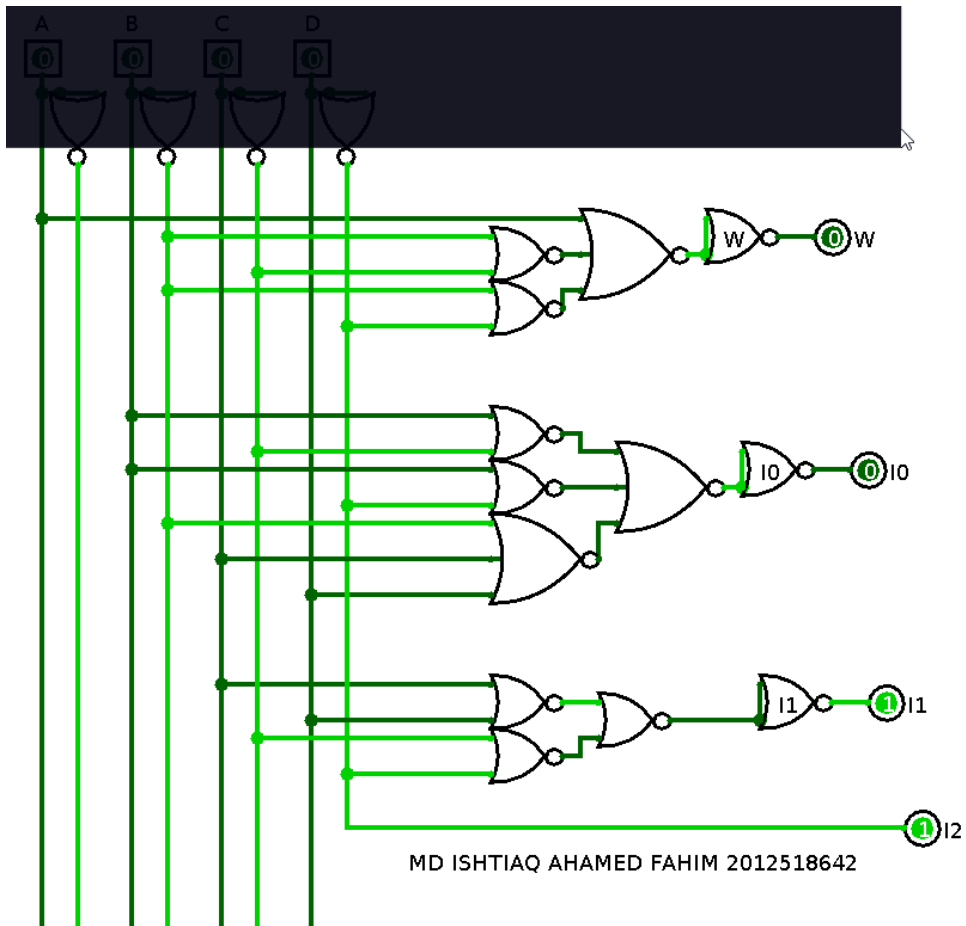 A B C D
0 0 0 0
W 0 W
I0 0 I0
I1 1 I1
1 I2
MD ISHTIAQ AHAMED FAHIM 2012518642